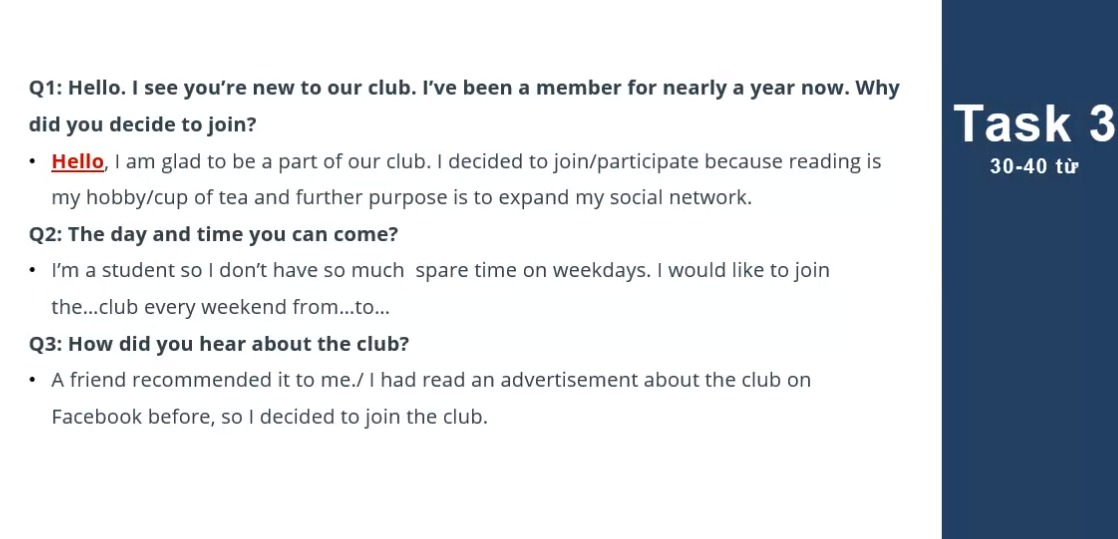 Q1: Hello. I see you’re new to our club. I’ve been a member for nearly a year now. Why
did you decide to join?
• Hello, I am glad to be a part of our club. I decided to join/participate because reading is
my hobby/cup of tea and further purpose is to expand my social network.
Q2: The day and time you can come?
• I’m a student so I don’t have so much  spare time on weekdays. I would like to join
the...club every weekend from...to...
Q3: How did you hear about the club?
• A friend recommended it to me./ I had read an advertisement about the club on
Facebook before, so I decided to join the club.
Task 3
30-40 từ